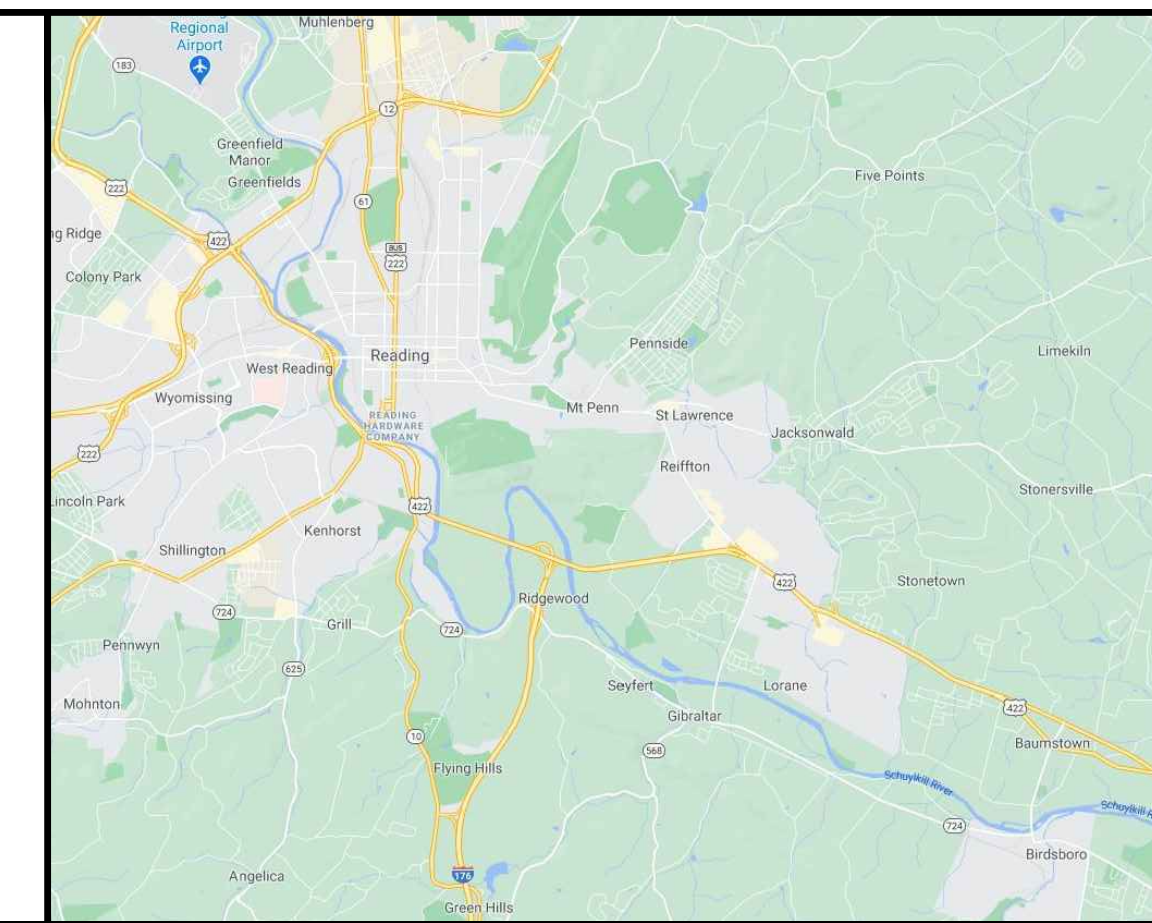 Muhlenberg
Regional
Airport
183
12
Greenfield
Manor
Greenfields
Five Points
222
61
422
ng Ridge
BUS
222
Colony Park
Pennside
Limekiln
Reading
West Reading
Wyomissing
Mt Penn
St Lawrence
READING
HARDWARE
COMPANY
Jacksonwald
222
Reiffton
Stonersville
incoln Park
422
Kenhorst
Shillington
Stonetown
422
Ridgewood
724
Grill
724
Pennwyn
625
Seyfert
Lorane
Mohnton
Gibraltar
422
10
568
Baumstown
Flying Hills
Schuylkill River
Schuylkill R
724
Birdsboro
176
Angelica
Green Hills